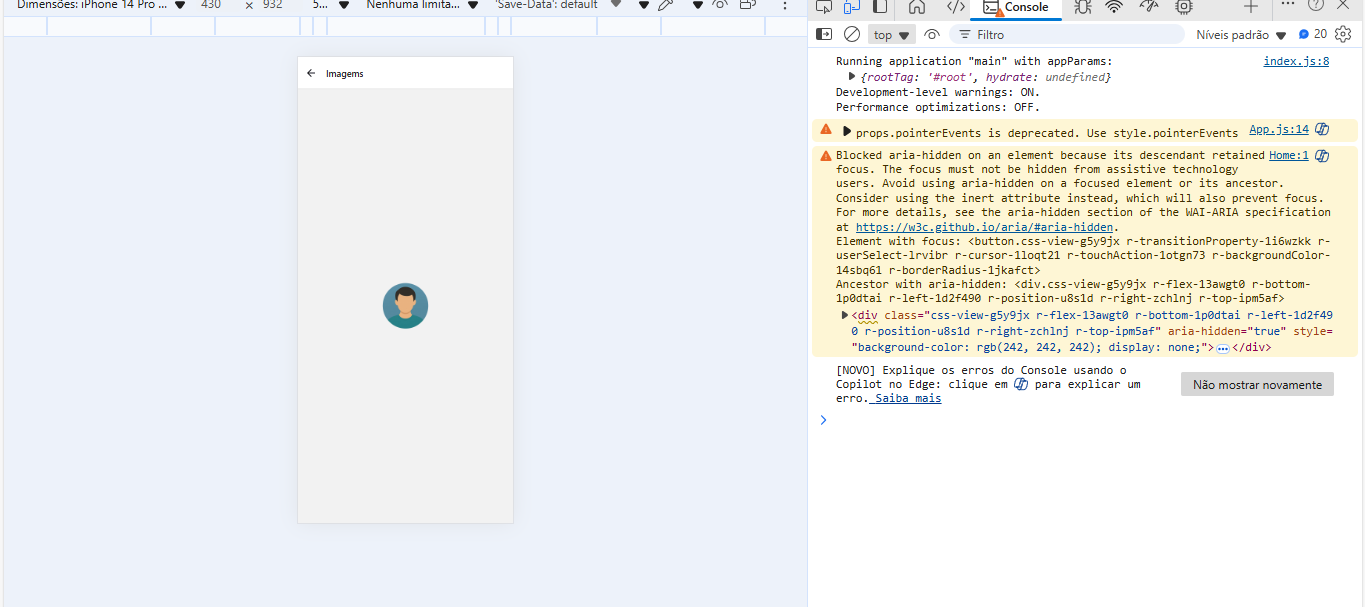 Dimensões: iPhone 14 Pro ... 430 × 932 5... Nenhuma limita... 'Save-Data': default
Imagens
Console
top Filtro Níveis padrão 20
Running application "main" with appParams: index.js:8
{rootTag: '#root', hydrate: undefined}
Development-level warnings: ON.
Performance optimizations: OFF.
props.pointerEvents is deprecated. Use style.pointerEvents App.js:14
Blocked aria-hidden on an element because its descendant retained Home:1
focus. The focus must not be hidden from assistive technology
users. Avoid using aria-hidden on a focused element or its ancestor.
Consider using the inert attribute instead, which will also prevent focus.
For more details, see the aria-hidden section of the WAI-ARIA specification
at https://w3c.github.io/aria/#aria-hidden.
Element with focus: <button.css-view-g5y9jx r-transitionProperty-1i6wzkk r-
userSelect-lrvibr r-cursor-1loqt21 r-touchAction-1otgn73 r-backgroundColor-
14sbq61 r-borderRadius-1jkafct>
Ancestor with aria-hidden: <div.css-view-g5y9jx r-flex-13awgt0 r-bottom-
1p0dtai r-left-1d2f490 r-position-u8s1d r-right-zchlnj r-top-ipm5af>
<div class="css-view-g5y9jx r-flex-13awgt0 r-bottom-1p0dtai r-left-1d2f49
0 r-position-u8s1d r-right-zchlnj r-top-ipm5af" aria-hidden="true" style=
"background-color: rgb(242, 242, 242); display: none;">…</div>
[NOVO] Explique os erros do Console usando o
Copilot no Edge: clique em para explicar um
erro. Saiba mais
Não mostrar novamente